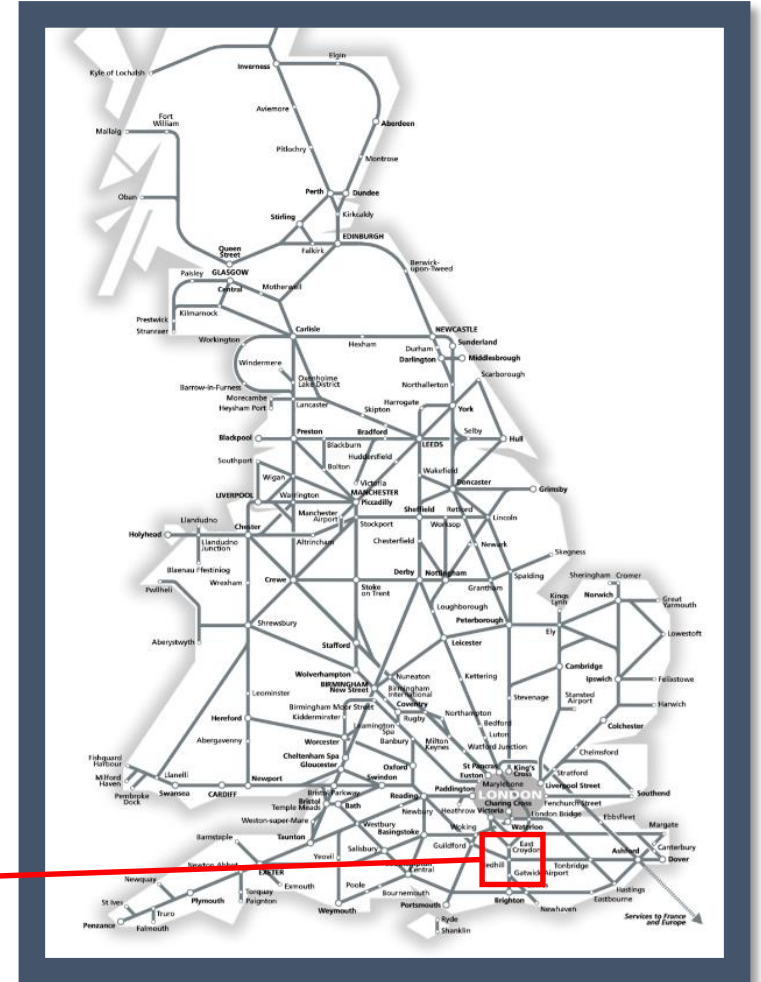 Elgin
Inverness
Kyle of Lochalsh
Aviemore
Fort
William
Aberdeen
Mallaig
Pitlochry
Montrose
Perth
Dundee
Oban
Stirling
Kirkcaldy
EDINBURGH
Queen
Street
Falkirk
Berwick-
upon-Tweed
Paisley
GLASGOW
Central
Motherwell
Prestwick
Kilmarnock
Stranraer
Carlisle
NEWCASTLE
Workington
Hexham
Sunderland
Durham
Darlington
Middlesbrough
Windermere
Oxenholme
Lake District
Scarborough
Barrow-in-Furness
Northallerton
Morecambe
Heysham Port
Lancaster
Harrogate
York
Skipton
Blackpool
Preston
Bradford
Selby
Hull
Blackburn
LEEDS
Huddersfield
Southport
Bolton
Wakefield
Wigan
Victoria
Doncaster
MANCHESTER
Piccadilly
Grimsby
LIVERPOOL
Warrington
Manchester
Airport
Sheffield
Retford
Llandudno
Chester
Stockport
Worksop
Lincoln
Holyhead
Llandudno
Junction
Altrincham
Chesterfield
Newark
Skegness
Blaenau Ffestiniog
Derby
Nottingham
Sheringham
Cromer
Pwllheli
Wrexham
Crewe
Stoke
on Trent
Grantham
Spalding
Kings
Lynn
Norwich
Great
Yarmouth
Loughborough
Peterborough
Shrewsbury
Ely
Lowestoft
Aberystwyth
Stafford
Leicester
Cambridge
Wolverhampton
Nuneaton
Kettering
BIRMINGHAM
New Street
Birmingham
International
Ipswich
Felixstowe
Leominster
Stansted
Airport
Stevenage
Birmingham Moor Street
Coventry
Harwich
Kidderminster
Rugby
Northampton
Hereford
Leamington
Spa
Bedford
Colchester
Abergavenny
Worcester
Banbury
Milton
Keynes
Luton
Watford Junction
Chelmsford
Cheltenham Spa
Gloucester
Oxford
St Pancras
King's
Cross
Fishguard
Harbour
Euston
Stratford
Milford
Haven
Llanelli
Newport
Swindon
Marylebone
Liverpool Street
Pembroke
Dock
Swansea
CARDIFF
Bristol Parkway
Reading
Paddington
LONDON
Southend
Bristol
Temple Meads
Bath
Newbury
Heathrow
Victoria
Charing Cross
Fenchurch Street
London Bridge
Ebbsfleet
Weston-super-Mare
Westbury
Basingstoke
Woking
Waterloo
Margate
Barnstaple
Taunton
Guildford
East
Croydon
Canterbury
Yeovil
Salisbury
Ashford
Dover
Newton Abbot
EXETER
Central
edhill
Tonbridge
Gatwick Airport
Newquay
Exmouth
Poole
Bournemouth
Hastings
St Ives
Torquay
Paignton
Brighton
Eastbourne
Plymouth
Weymouth
Portsmouth
Newhaven
Truro
Ryde
Penzance
Falmouth
Shanklin
Services to France
and Europe